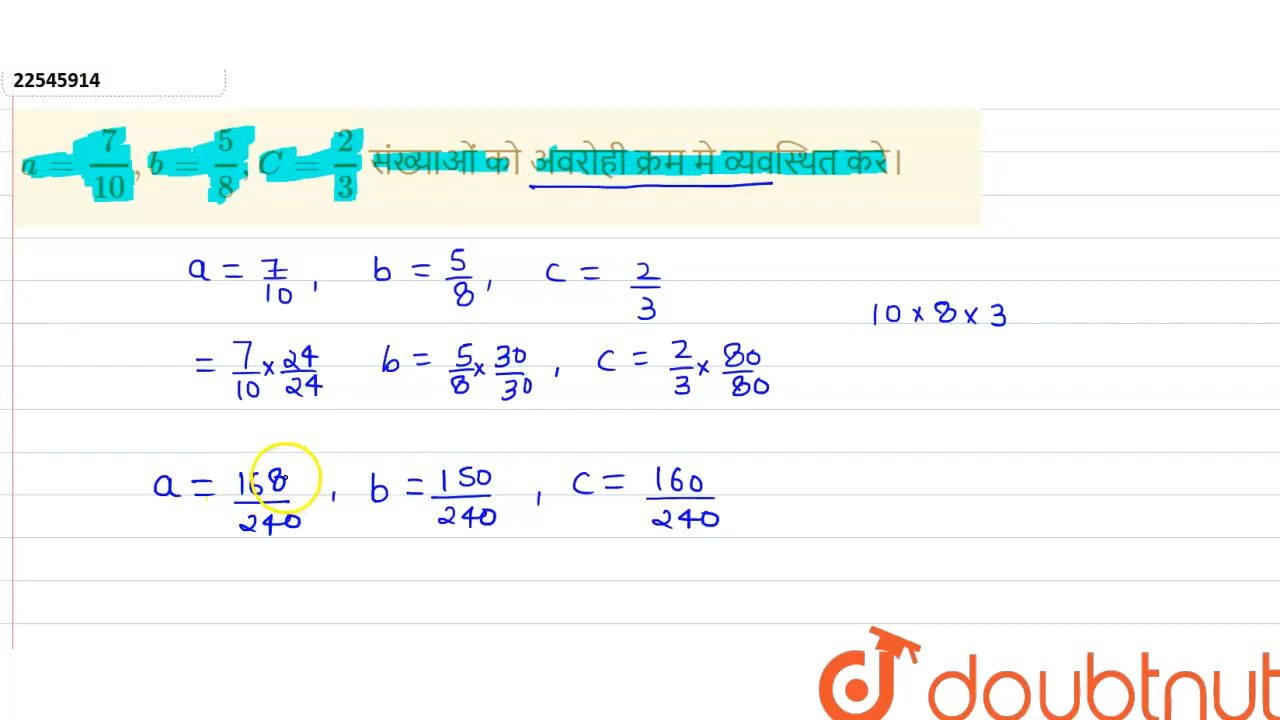 22545914
a = 7/10, b = 5/8, C = 2/3 संख्याओं को अवरोही क्रम मे व्यवस्थित करे।
a = 7/10, b = 5/8, c = 2/3
10 × 8 × 3
= 7/10 × 24/24 b = 5/8 × 30/30, c = 2/3 × 80/80
a = 168/240, b = 150/240, c = 160/240
doubtnut